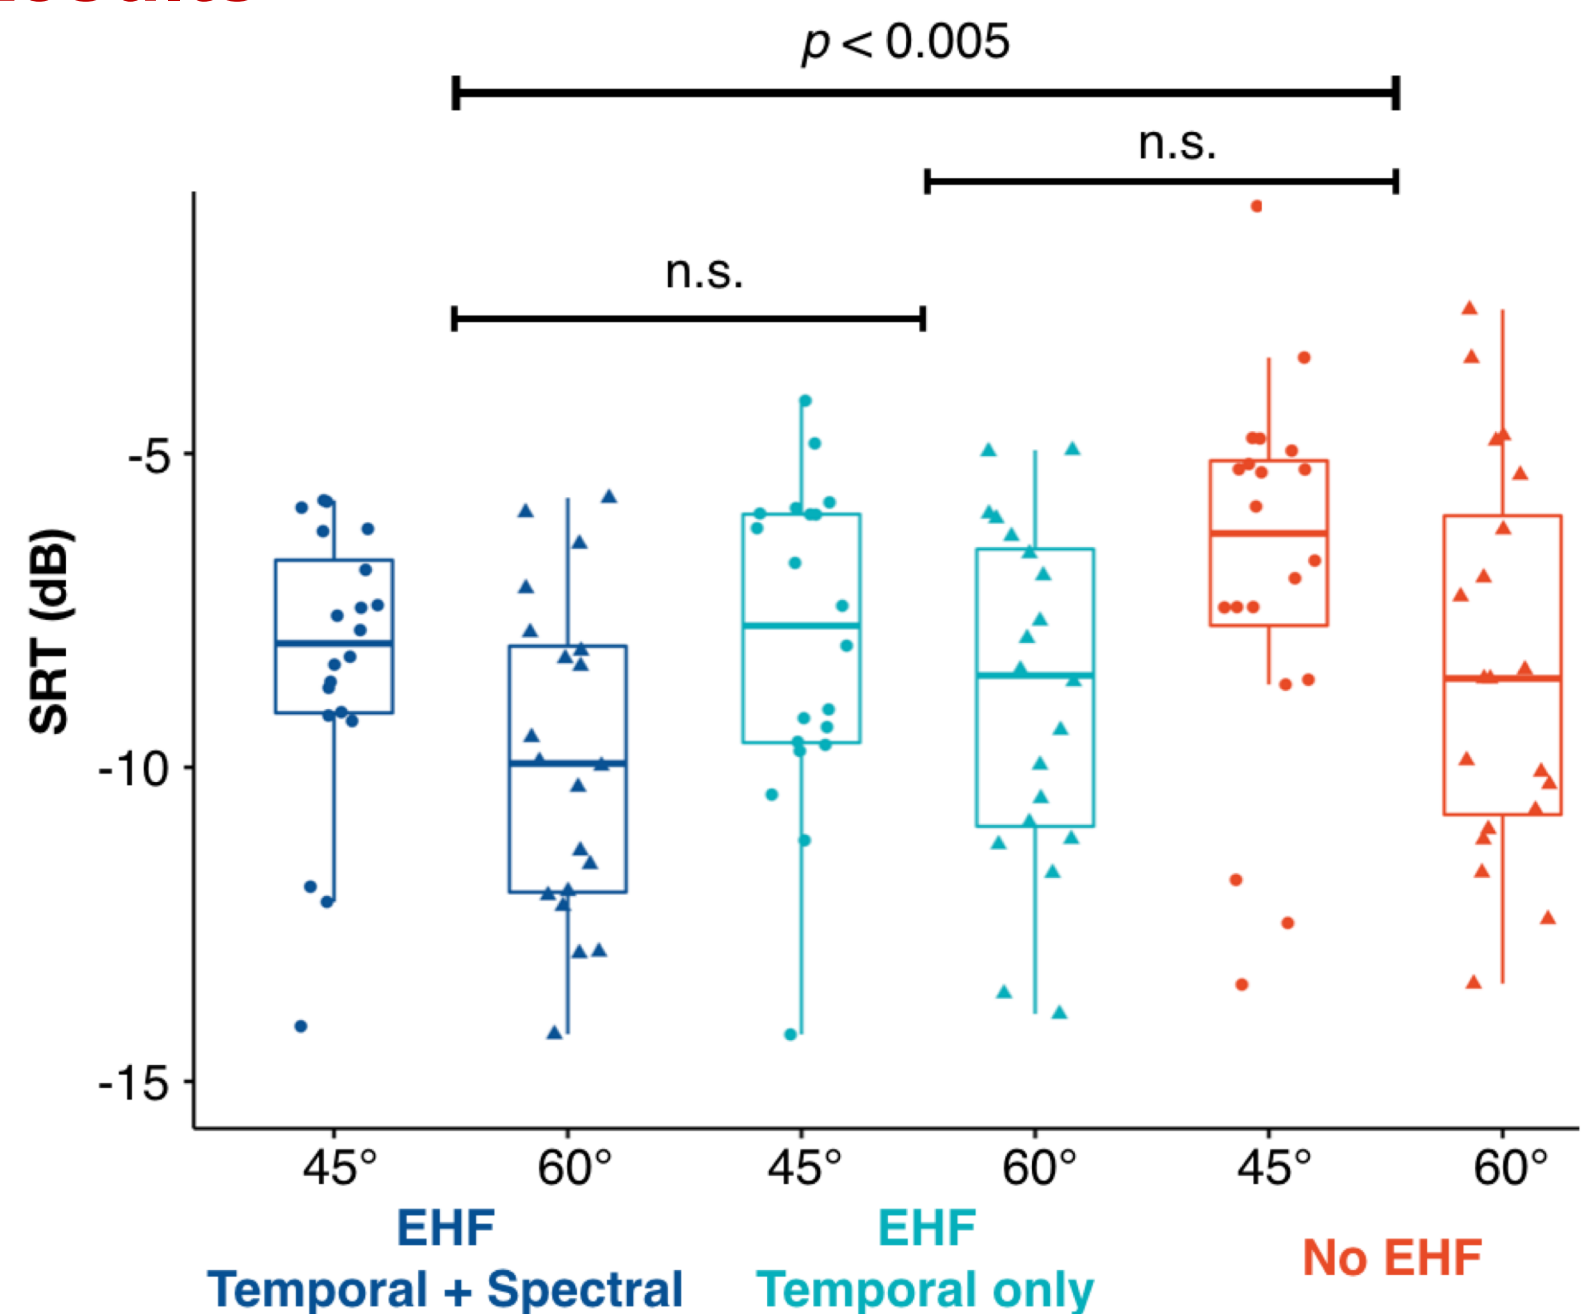 p < 0.005
n.s.
n.s.
SRT (dB)
-5
-10
-15
45° 60° 45° 60° 45° 60°
EHF
Temporal + Spectral
EHF
Temporal only
No EHF